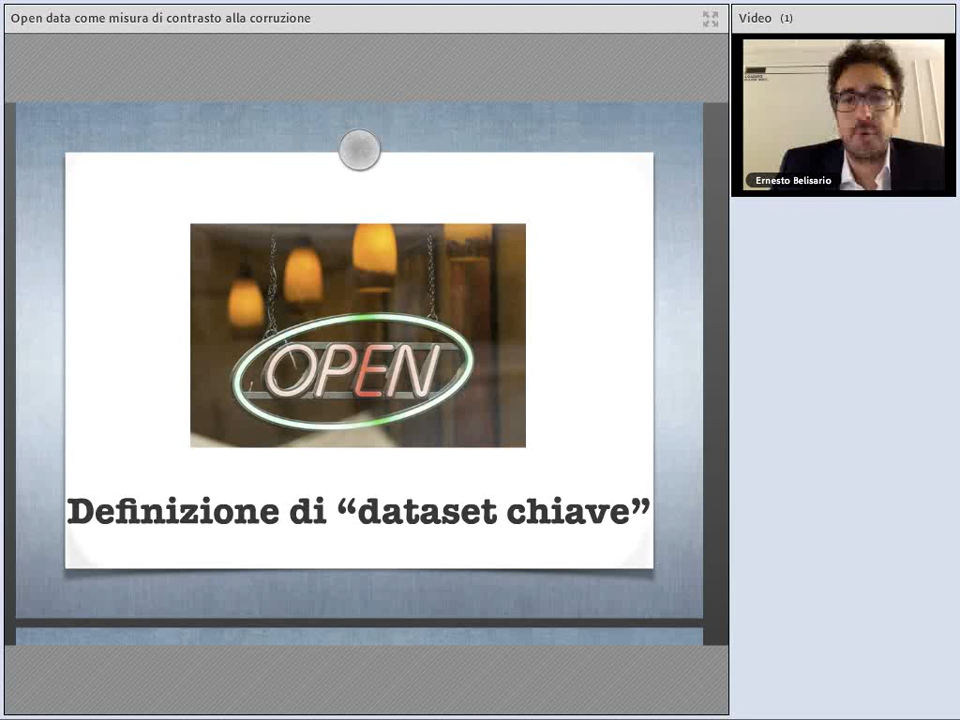 Open data come misura di contrasto alla corruzione
Video (1)
Ernesto Belisario
OPEN
Definizione di “dataset chiave”